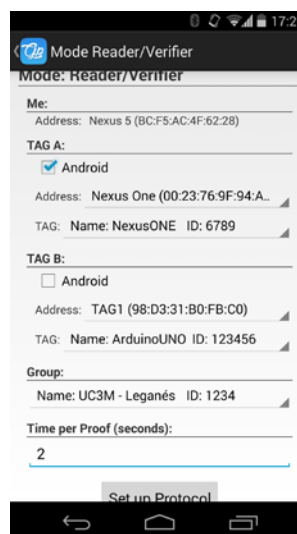 17:2
Mode Reader/Verifier
Mode: Reader/Verifier
Me:
Address: Nexus 5 (BC:F5:AC:4F:62:28)
TAG A:
Android
Address: Nexus One (00:23:76:9F:94:A..
TAG: Name: NexusONE ID: 6789
TAG B:
Android
Address: TAG1 (98:D3:31:B0:FB:C0)
TAG: Name: ArduinoUNO ID: 123456
Group:
Name: UC3M - Leganés ID: 1234
Time per Proof (seconds):
2
Set up Protocol